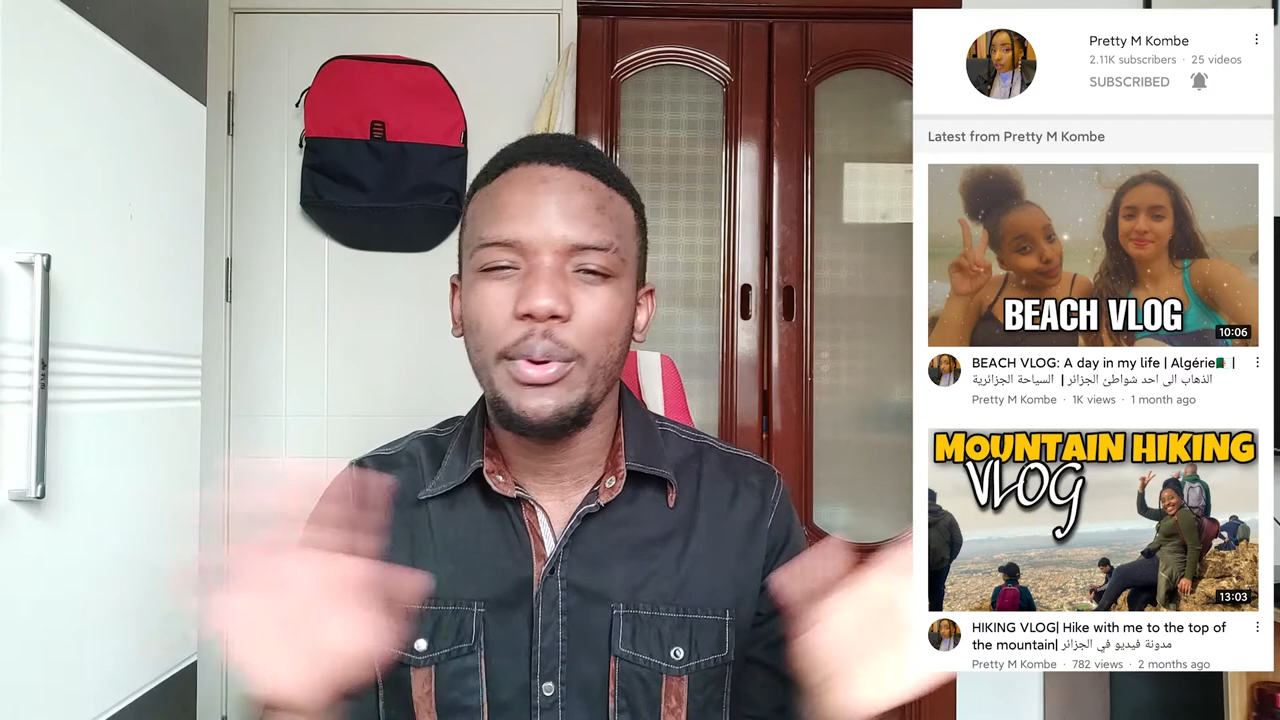 Pretty M Kombe
2.11K subscribers · 25 videos
SUBSCRIBED
Latest from Pretty M Kombe
BEACH VLOG
10:06
BEACH VLOG: A day in my life | Algérie🇩🇿 |
الذهاب الى احد شواطئ الجزائر | السياحة الجزائرية
Pretty M Kombe · 1K views · 1 month ago
MOUNTAIN HIKING
VLOG
13:03
HIKING VLOG| Hike with me to the top of
the mountain| مدونة فيديو في الجزائر
Pretty M Kombe · 782 views · 2 months ago